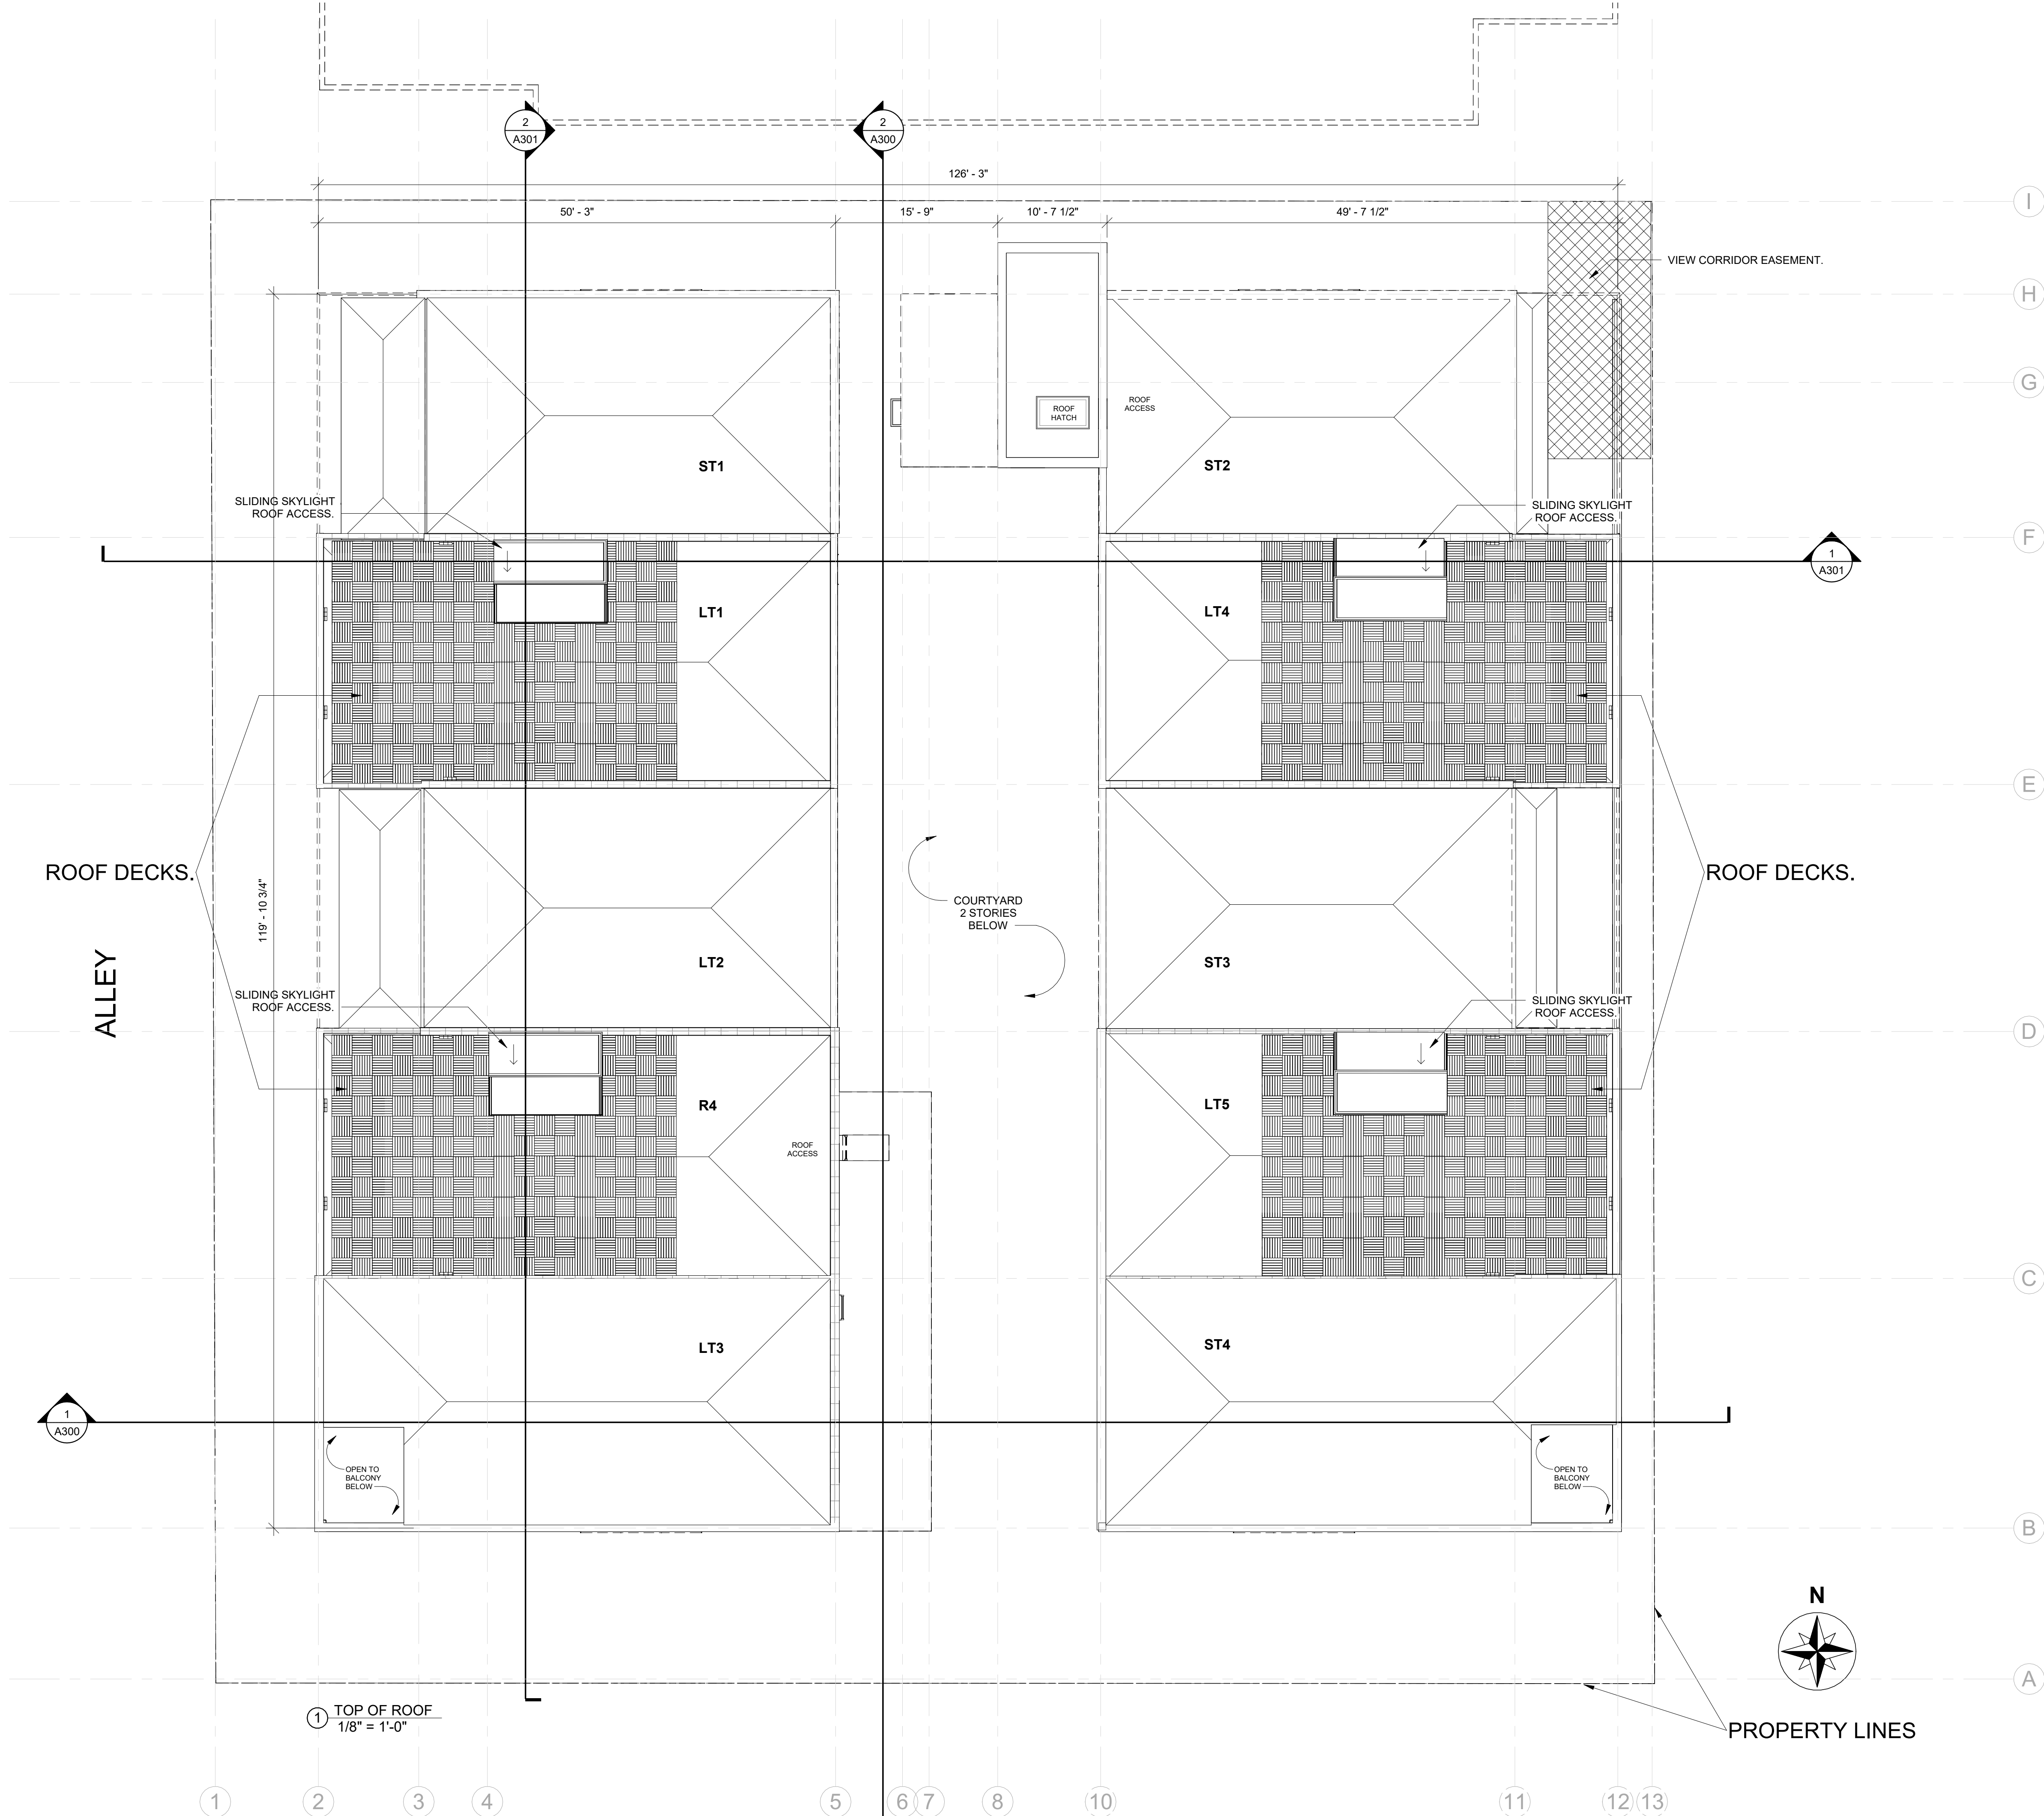 2
A301
2
A300
126' - 3"
I
50' - 3"
15' - 9"
10' - 7 1/2"
49' - 7 1/2"
VIEW CORRIDOR EASEMENT.
H
G
ROOF
HATCH
ROOF
ACCESS
ST1
ST2
SLIDING SKYLIGHT
ROOF ACCESS.
SLIDING SKYLIGHT
ROOF ACCESS.
F
1
A301
LT1
LT4
E
ROOF DECKS.
ROOF DECKS.
119' - 10 3/4"
COURTYARD
2 STORIES
BELOW
ALLEY
LT2
ST3
SLIDING SKYLIGHT
ROOF ACCESS.
SLIDING SKYLIGHT
ROOF ACCESS.
D
R4
LT5
ROOF
ACCESS
C
LT3
ST4
1
A300
OPEN TO
BALCONY
BELOW
OPEN TO
BALCONY
BELOW
B
N
A
1
TOP OF ROOF
1/8" = 1'-0"
PROPERTY LINES
1
2
3
4
5
6
7
8
10
11
12
13